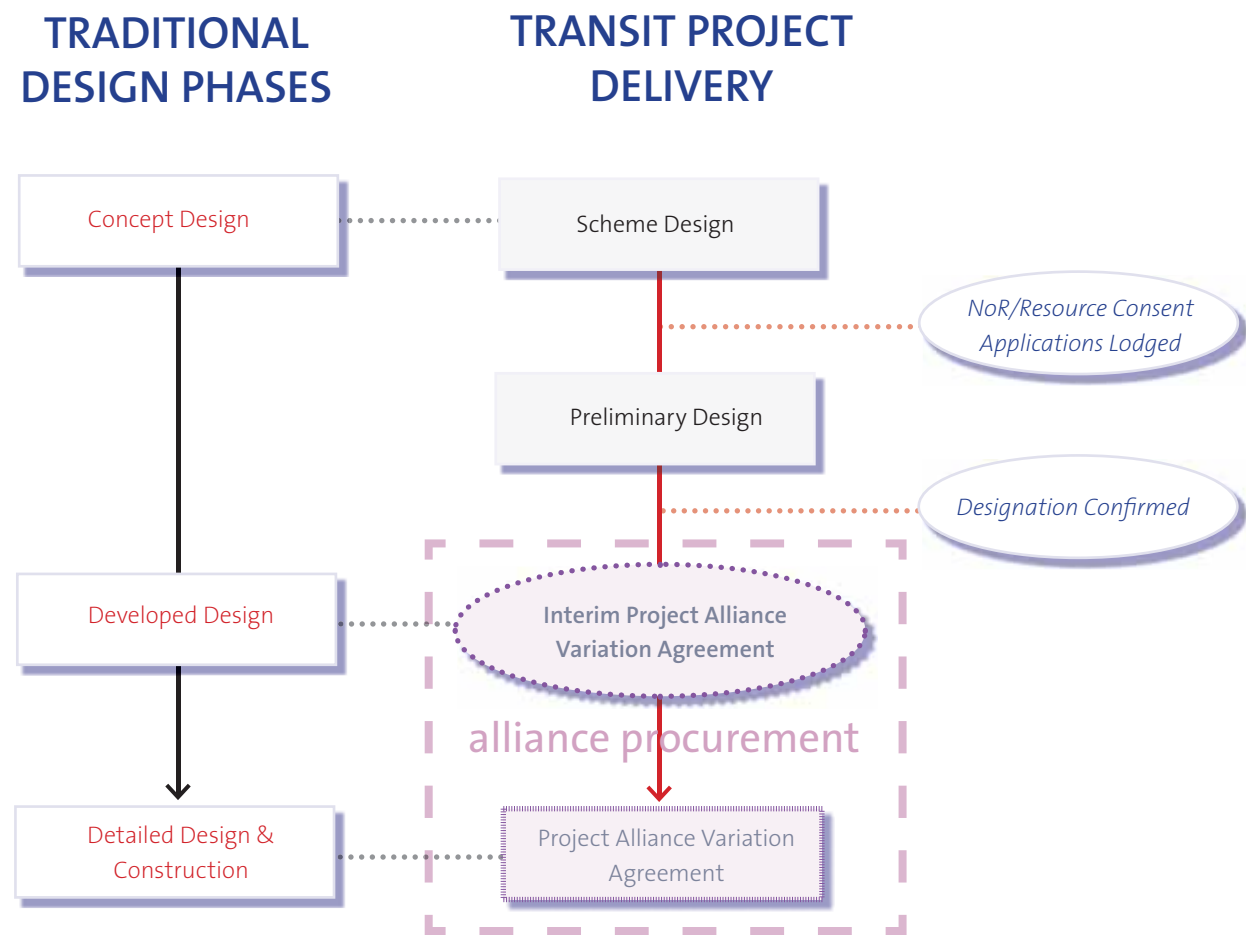 TRADITIONAL
DESIGN PHASES
TRANSIT PROJECT
DELIVERY
Concept Design
Scheme Design
NoR/Resource Consent
Applications Lodged
Preliminary Design
Designation Confirmed
Developed Design
Interim Project Alliance
Variation Agreement
alliance procurement
Detailed Design &
Construction
Project Alliance Variation
Agreement